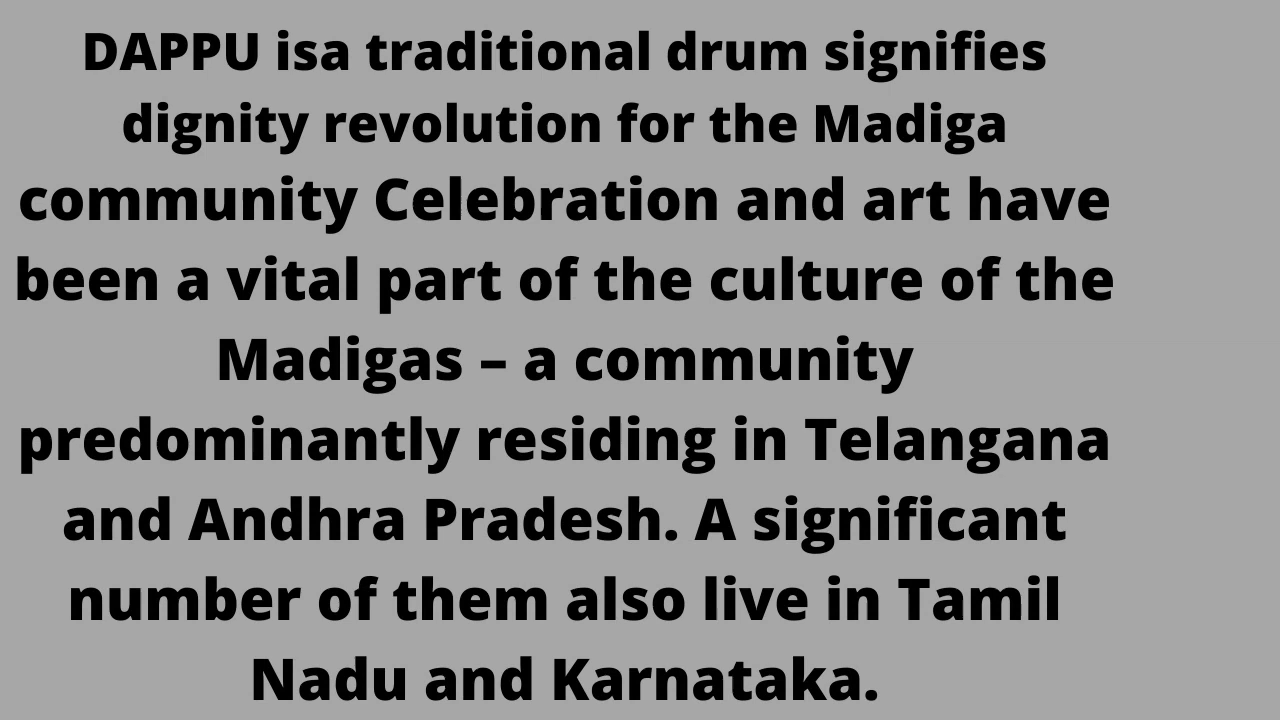 DAPPU isa traditional drum signifies
dignity revolution for the Madiga
community Celebration and art have
been a vital part of the culture of the
Madigas – a community
predominantly residing in Telangana
and Andhra Pradesh. A significant
number of them also live in Tamil
Nadu and Karnataka.